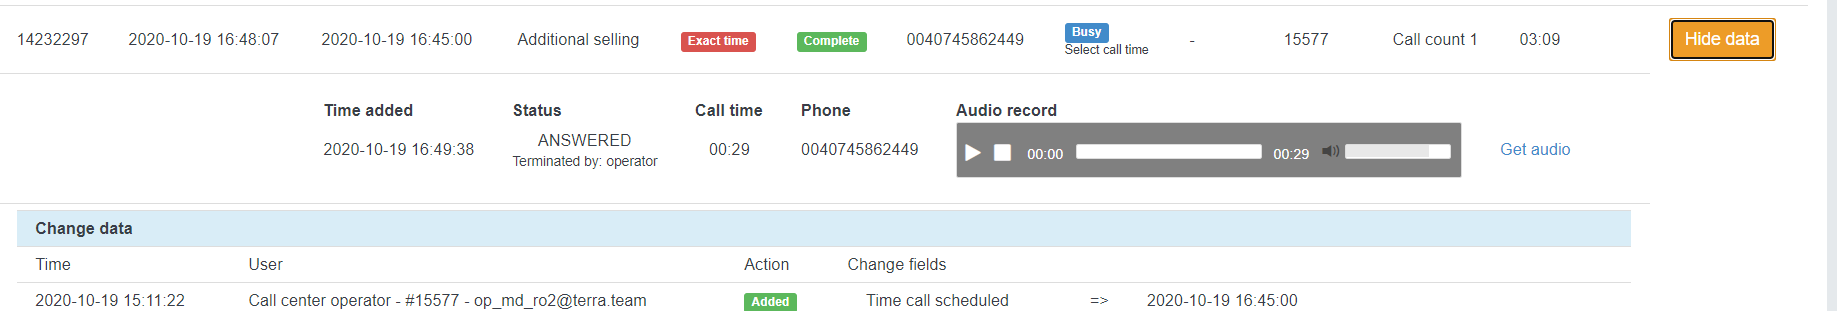 14232297 2020-10-19 16:48:07 2020-10-19 16:45:00 Additional selling Exact time Complete 0040745862449 Busy - 15577 Call count 1 03:09 Hide data
Select call time
Time added Status Call time Phone Audio record
2020-10-19 16:49:38 ANSWERED 00:29 0040745862449 00:00 00:29 Get audio
Terminated by: operator
Change data
Time User Action Change fields
2020-10-19 15:11:22 Call center operator - #15577 - op_md_ro2@terra.team Added Time call scheduled => 2020-10-19 16:45:00